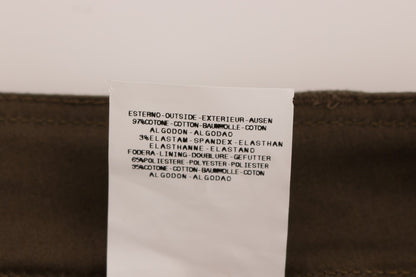 ESTERNO-OUTSIDE-EXTERIEUR-AUSEN
97%COTONE-COTTON-BAUMWOLLE-COTON
ALGODON-ALGODAO
3%ELASTAM-SPANDEX-ELASTHAN
ELASTHANNE-ELASTANO
FODERA-LINING-DOUBLURE-GEFUTTER
65%POLIESTERE-POLYESTER-POLIESTER
35%COTONE-COTTON-BAUMWOLLE-COTON
ALGODON-ALGODAO